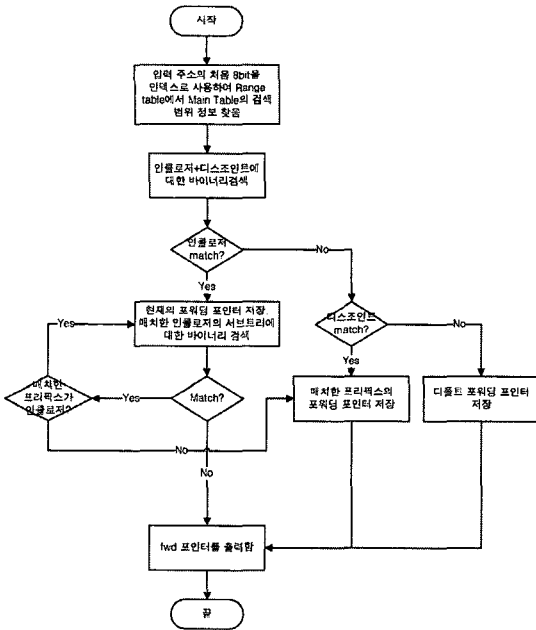 시작
입력 주소의 처음 8bit을
인덱스로 사용하여 Range
table에서 Main Table의 검색
범위 정보 찾음
인클로저+디스조인트에
대한 바이너리검색
인클로저
match?
No
Yes
현재의 포워딩 포인터 저장,
매치한 인클로저의 서브트리에
대한 바이너리 검색
디스조인트
match?
Yes
No
Yes
매치한
프리픽스가
인클로저?
Yes
Match?
매치한 프리픽스의
포워딩 포인터 저장
디폴트 포워딩 포인터
저장
No
No
fwd 포인터를 출력함
끝